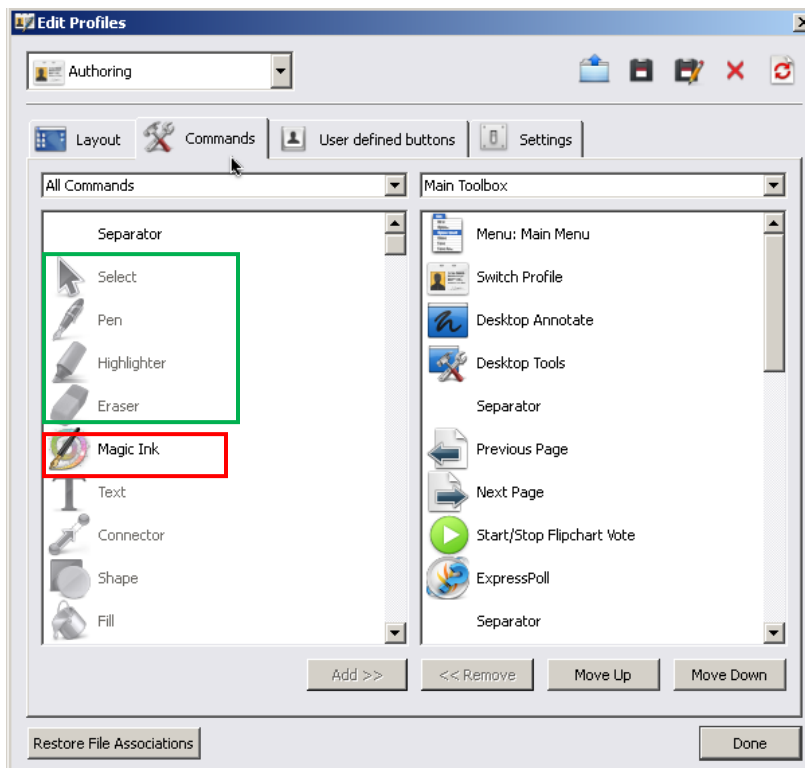 Edit Profiles
Authoring
Layout
Commands
User defined buttons
Settings
All Commands
Main Toolbox
Separator
Select
Pen
Highlighter
Eraser
Magic Ink
Text
Connector
Shape
Fill
Menu: Main Menu
Switch Profile
Desktop Annotate
Desktop Tools
Separator
Previous Page
Next Page
Start/Stop Flipchart Vote
ExpressPoll
Separator
Add >>
<< Remove
Move Up
Move Down
Restore File Associations
Done